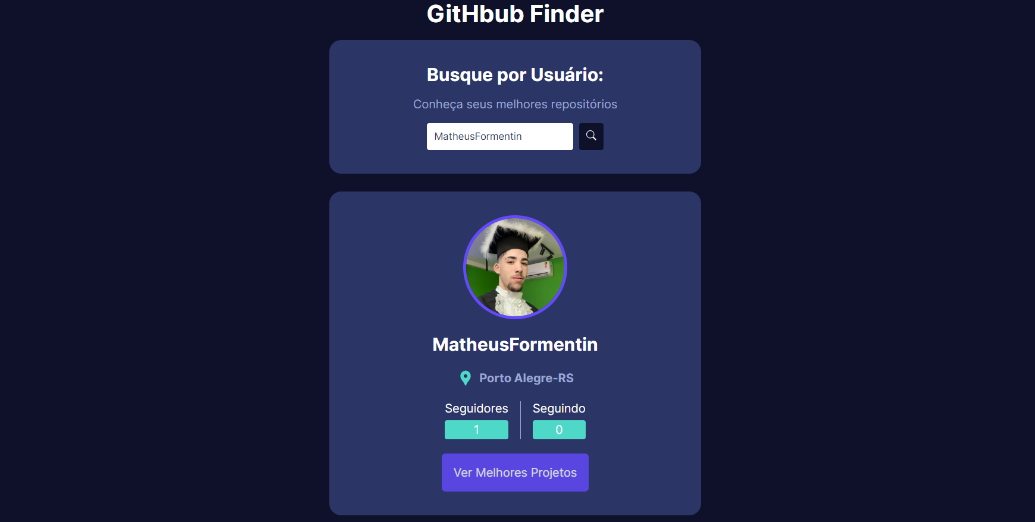 GitHbub Finder
Busque por Usuário:
Conheça seus melhores repositórios
MatheusFormentin
MatheusFormentin
Porto Alegre-RS
Seguidores Seguindo
1 0
Ver Melhores Projetos